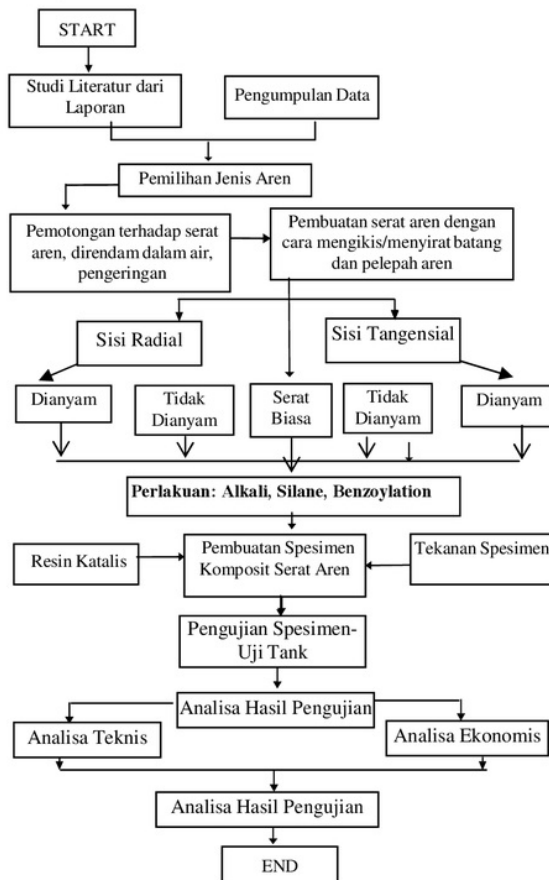 START
Studi Literatur dari
Laporan
Pengumpulan Data
Pemilihan Jenis Aren
Pemotongan terhadap serat
aren, direndam dalam air,
pengeringan
Pembuatan serat aren dengan
cara mengikis/menyirat batang
dan pelepah aren
Sisi Radial
Sisi Tangensial
Dianyam
Tidak
Dianyam
Serat
Biasa
Tidak
Dianyam
Dianyam
Perlakuan: Alkali, Silane, Benzoylation
Resin Katalis
Pembuatan Spesimen
Komposit Serat Aren
Tekanan Spesimen
Pengujian Spesimen-
Uji Tank
Analisa Hasil Pengujian
Analisa Teknis
Analisa Ekonomis
Analisa Hasil Pengujian
END